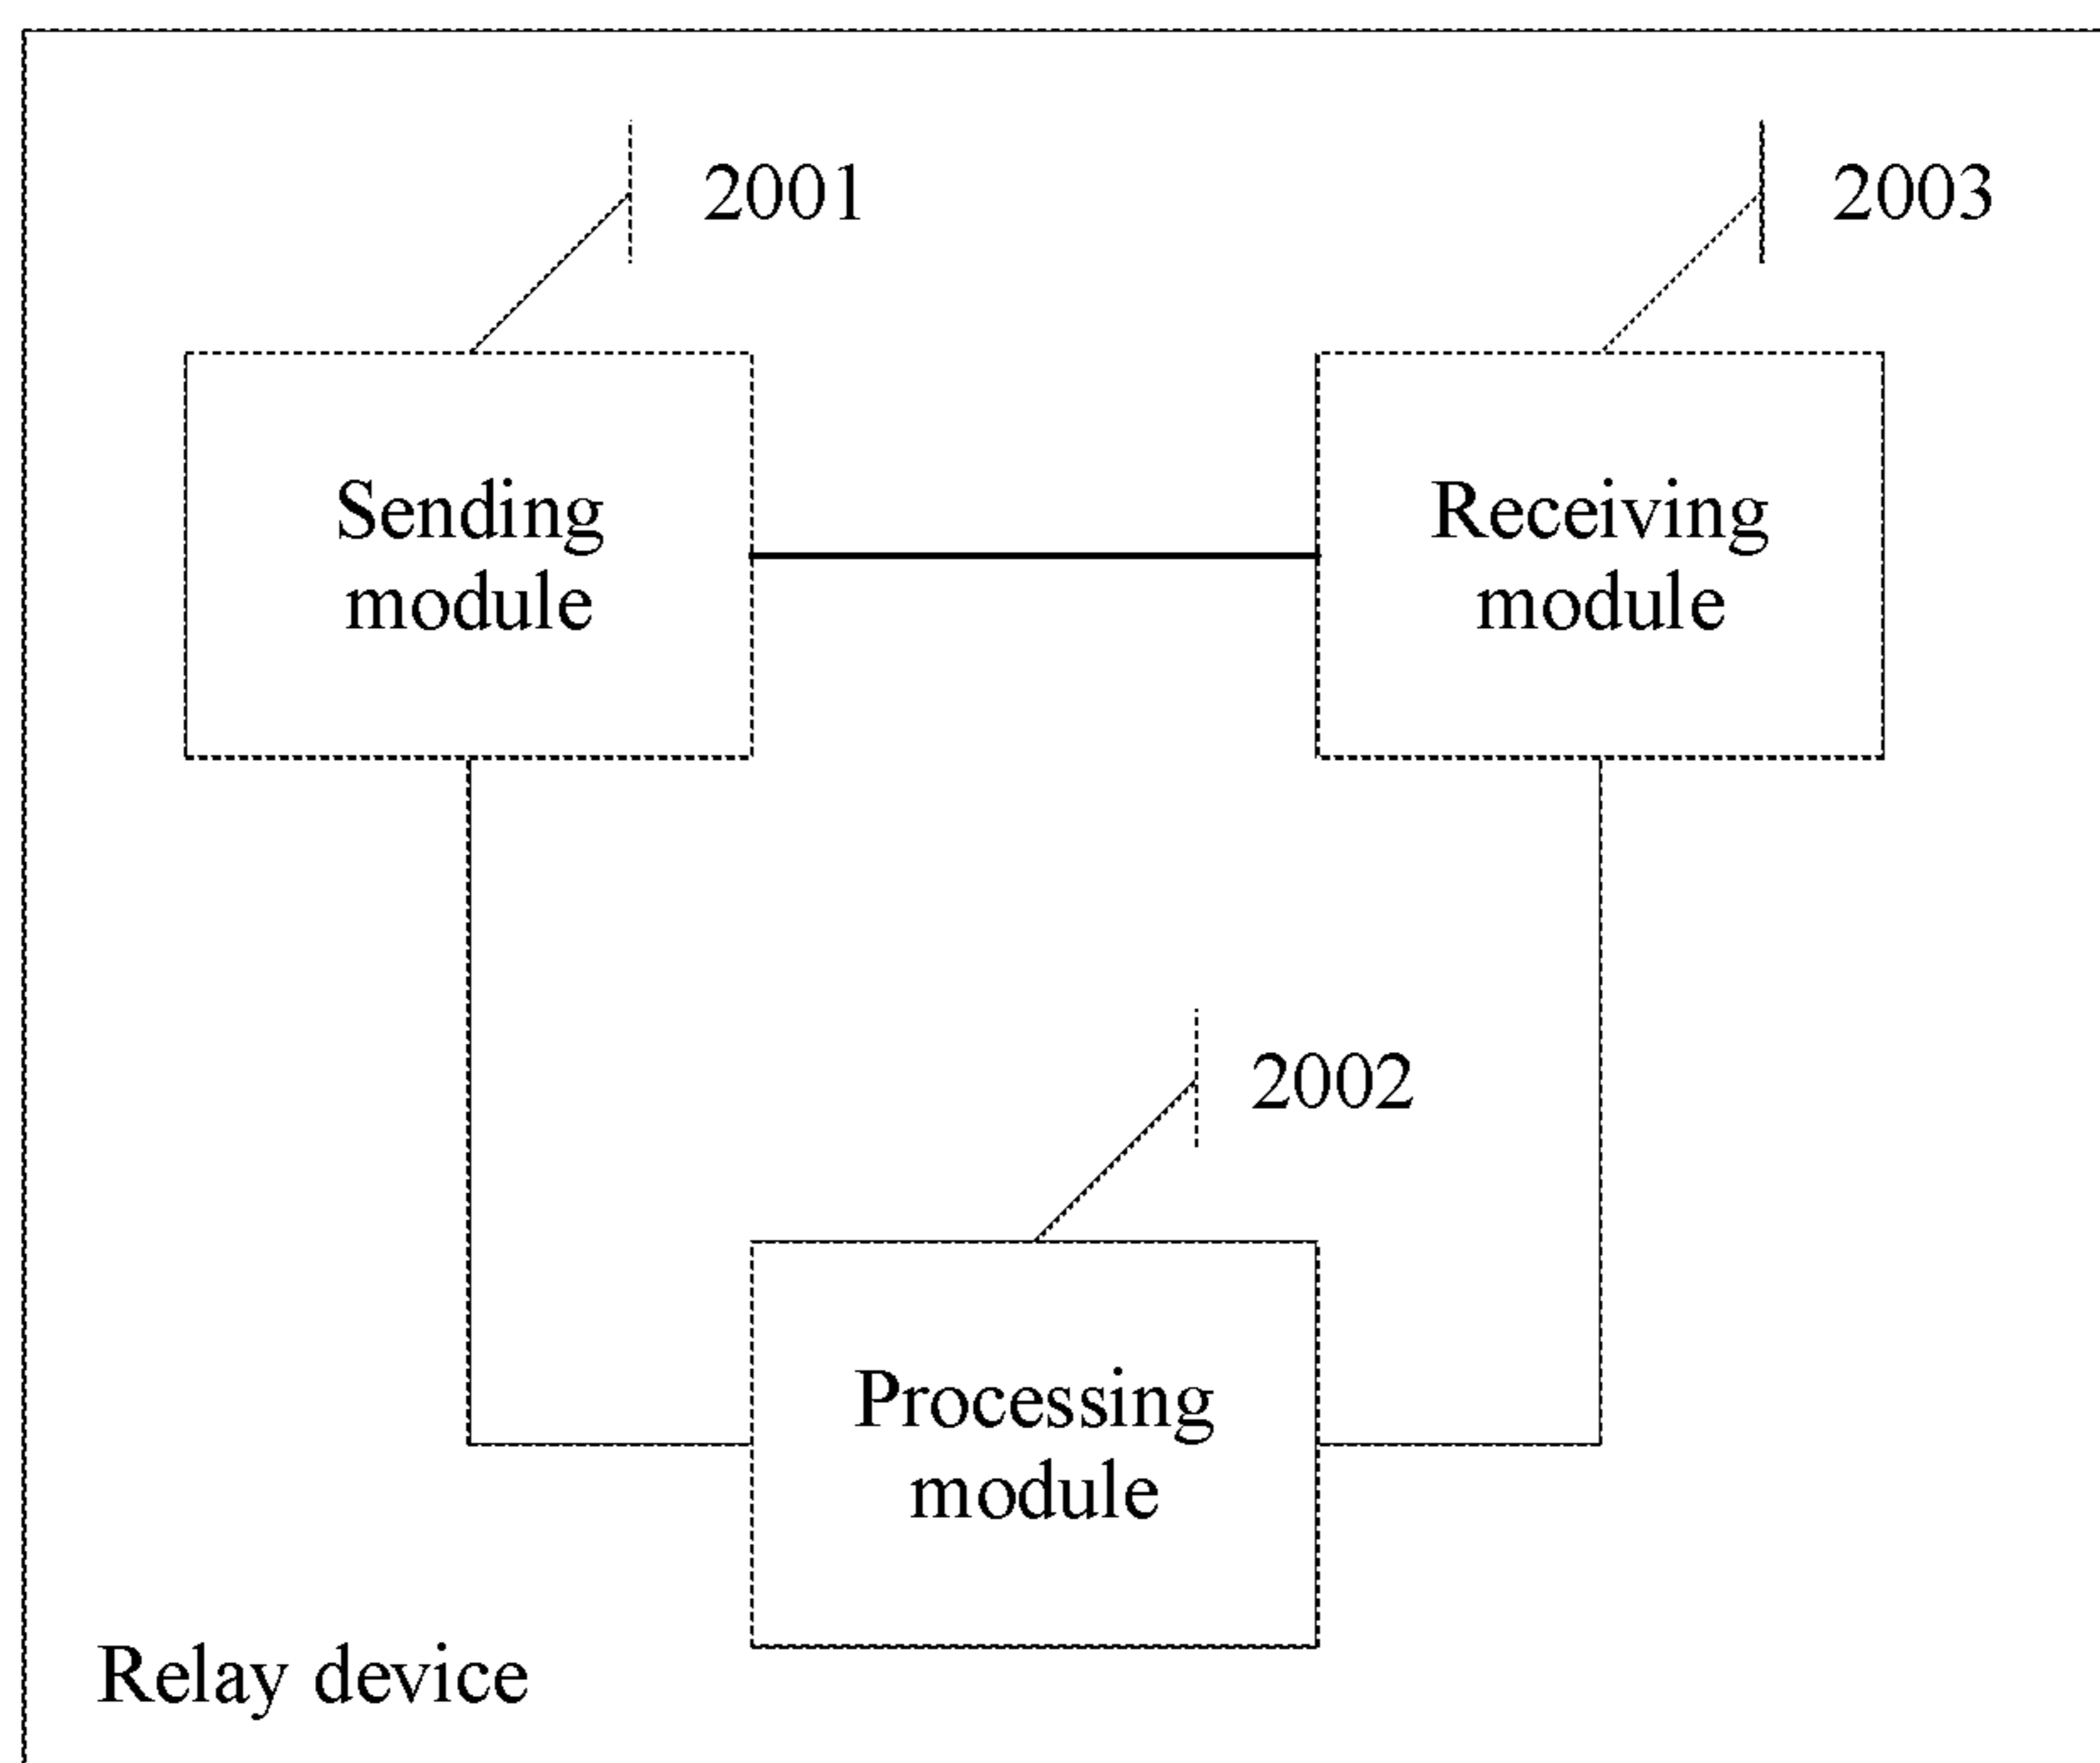 2001
2003
Sending
module
Receiving
module
2002
Processing
module
Relay device